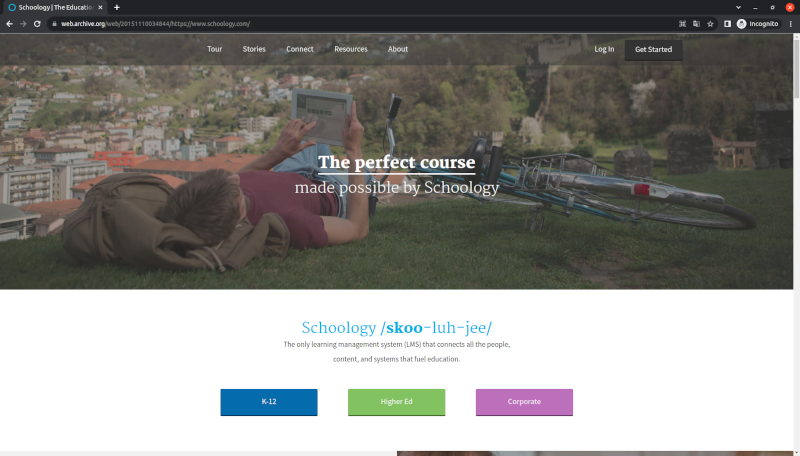 Schoology | The Education
web.archive.org/web/20151110034844/https://www.schoology.com/
Incognito
Tour Stories Connect Resources About Log In Get Started
The perfect course
made possible by Schoology
Schoology /skoo-luh-jee/
The only learning management system (LMS) that connects all the people,
content, and systems that fuel education.
K-12 Higher Ed Corporate